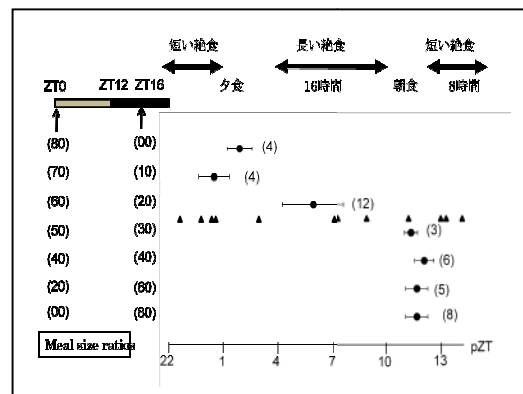 短い絶食 長い絶食 短い絶食
夕食 16時間 朝食 8時間
ZT0 ZT12 ZT16
(80) (00) (4)
(70) (10) (4)
(60) (20) (12)
(50) (30) (3)
(40) (40) (6)
(20) (60) (5)
(00) (80) (8)
Meal size ratios
22 1 4 7 10 13 pZT